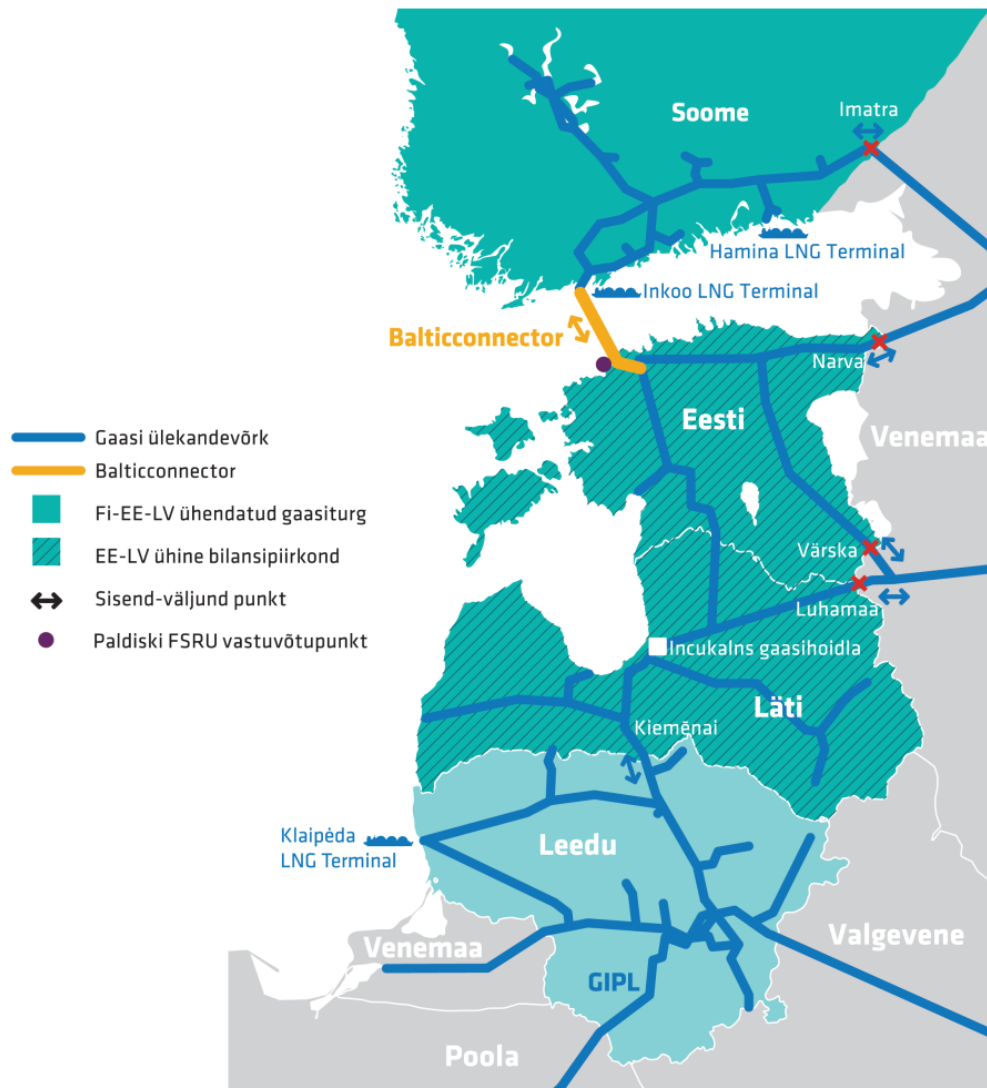 Soome
Imatra
Hamina LNG Terminal
Inkoo LNG Terminal
Balticconnector
Narva
Eesti
Venemaa
Gaasi ülekandevõrk
Balticconnector
Fi-EE-LV ühendatud gaasiturg
EE-LV ühine bilansipiirkond
Sisend-väljund punkt
Paldiski FSRU vastuvõtupunkt
Värska
Luhamaa
Incukalns gaasihoidla
Läti
Kiemēnai
Klaipėda
LNG Terminal
Leedu
Valgevene
Venemaa
GIPL
Poola